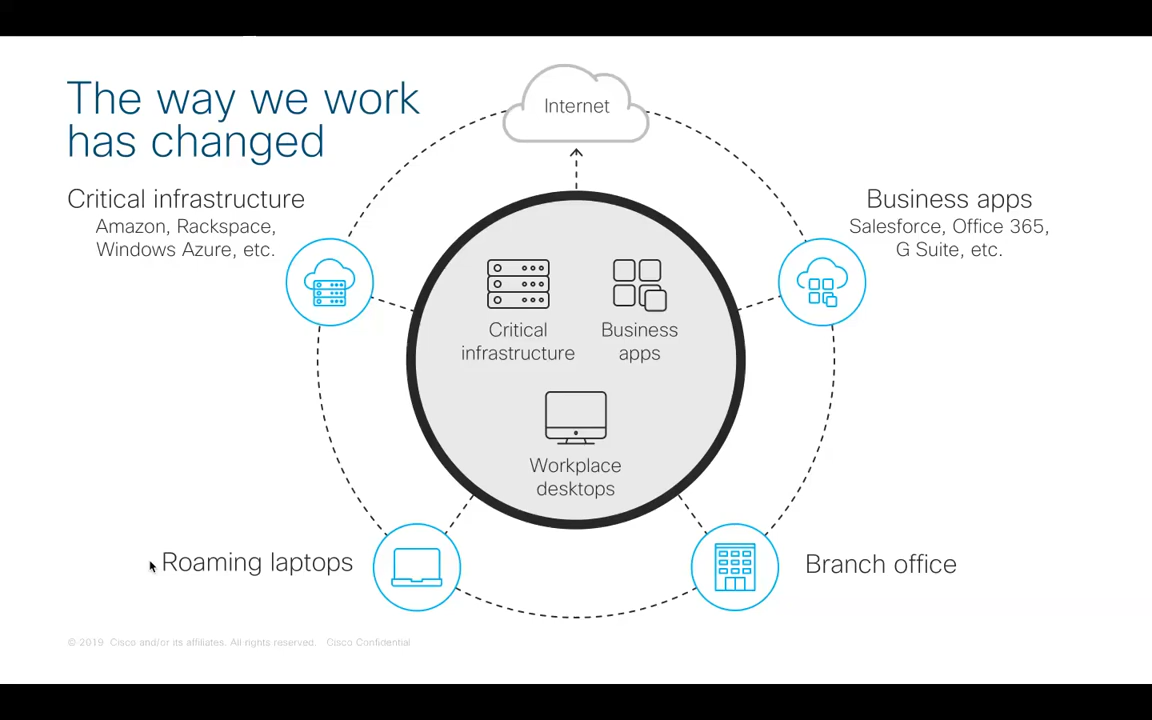 The way we work
has changed
Internet
Critical infrastructure
Amazon, Rackspace,
Windows Azure, etc.
Business apps
Salesforce, Office 365,
G Suite, etc.
Critical
infrastructure
Business
apps
Workplace
desktops
Roaming laptops
Branch office
© 2019 Cisco and/or its affiliates. All rights reserved. Cisco Confidential